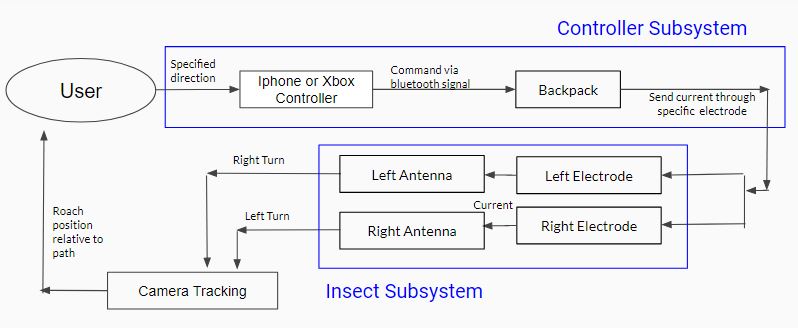 Controller Subsystem
User
Specified
direction
Iphone or Xbox
Controller
Command via
bluetooth signal
Backpack
Send current through
specific electrode
Right Turn
Left Antenna
Left Electrode
Left Turn
Right Antenna
Current
Right Electrode
Roach
position
relative to
path
Camera Tracking
Insect Subsystem